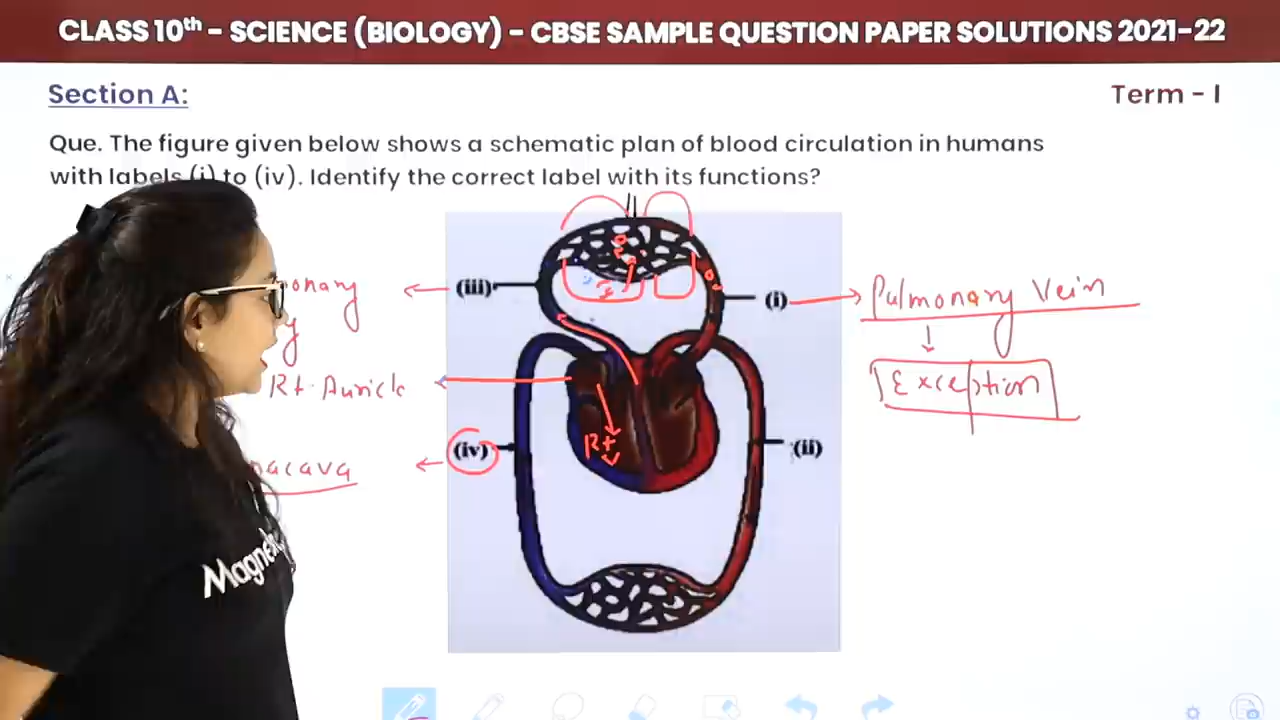 CLASS 10th – SCIENCE (BIOLOGY) – CBSE SAMPLE QUESTION PAPER SOLUTIONS 2021-22
Section A:
Term - I
Que. The figure given below shows a schematic plan of blood circulation in humans
with labels (i) to (iv). Identify the correct label with its functions?
(iii)
(i)
Pulmonary Vein
Exception
Rt. Auricle
Rt
(iv)
(ii)